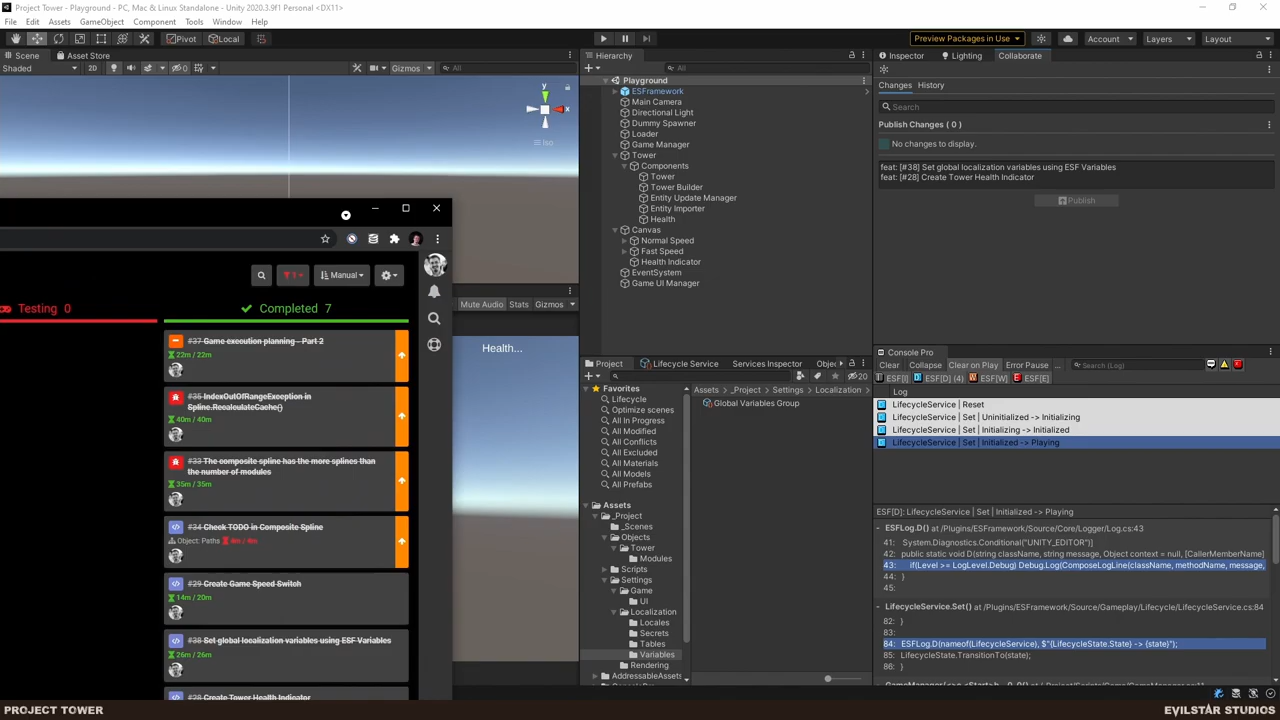 Project Tower - Playground - PC, Mac & Linux Standalone - Unity 2020.3.9f1 Personal <DX11>
File Edit Assets GameObject Component Tools Window Help
Pivot Local
Preview Packages in Use
Account Layers Layout
Scene Asset Store
Shaded 2D 0 Gizmos All
y
x
Iso
Manual
Testing 0
Completed 7
#37 Game execution planning - Part 2
22m / 22m
#35 IndexOutOfRangeException in
Spline.RecalculateCache()
40m / 40m
#33 The composite spline has the more splines than
the number of modules
35m / 35m
#34 Check TODO in Composite Spline
Object: Paths
#29 Create Game Speed Switch
14m / 20m
#38 Set global localization variables using ESF Variables
26m / 26m
#28 Create Tower Health Indicator
Mute Audio Stats Gizmos
Health...
Hierarchy
All
Playground
ESFramework
Main Camera
Directional Light
Dummy Spawner
Loader
Game Manager
Tower
Components
Tower
Tower Builder
Entity Update Manager
Entity Importer
Health
Canvas
Normal Speed
Fast Speed
Health Indicator
EventSystem
Game UI Manager
Project Lifecycle Service Services Inspector Objec
20
Favorites
Lifecycle
Optimize scenes
All In Progress
All Modified
All Conflicts
All Excluded
All Materials
All Models
All Prefabs
Assets
_Project
_Scenes
Objects
Tower
Modules
Scripts
Settings
Game
UI
Localization
Locales
Secrets
Tables
Variables
Rendering
AddressableAssets
Assets _Project Settings Localization
Global Variables Group
Inspector Lighting Collaborate
Changes History
Search
Publish Changes ( 0 )
No changes to display.
feat: [#38] Set global localization variables using ESF Variables
feat: [#28] Create Tower Health Indicator
Publish
Console Pro
Clear Collapse Clear on Play Error Pause ... Search (Log)
ESF[I] ESF[D] (4) ESF[W] ESF[E]
Log
LifecycleService | Reset
LifecycleService | Set | Uninitialized -> Initializing
LifecycleService | Set | Initializing -> Initialized
LifecycleService | Set | Initialized -> Playing
ESF[D]: LifecycleService | Set | Initialized -> Playing
ESFLog.D() at /Plugins/ESFramework/Source/Core/Logger/Log.cs:43
41: System.Diagnostics.Conditional("UNITY_EDITOR")]
42: public static void D(string className, string message, Object context = null, [CallerMemberName]
43: if(Level >= LogLevel.Debug) Debug.Log(ComposeLogLine(className, methodName, message,
44: }
45:
LifecycleService.Set() at /Plugins/ESFramework/Source/Gameplay/Lifecycle/LifecycleService.cs:84
82: }
83:
84: ESFLog.D(nameof(LifecycleService), $"{LifecycleState.State} -> {state}");
85: LifecycleState.TransitionTo(state);
86: }
PROJECT TOWER
EVILSTAR STUDIOS